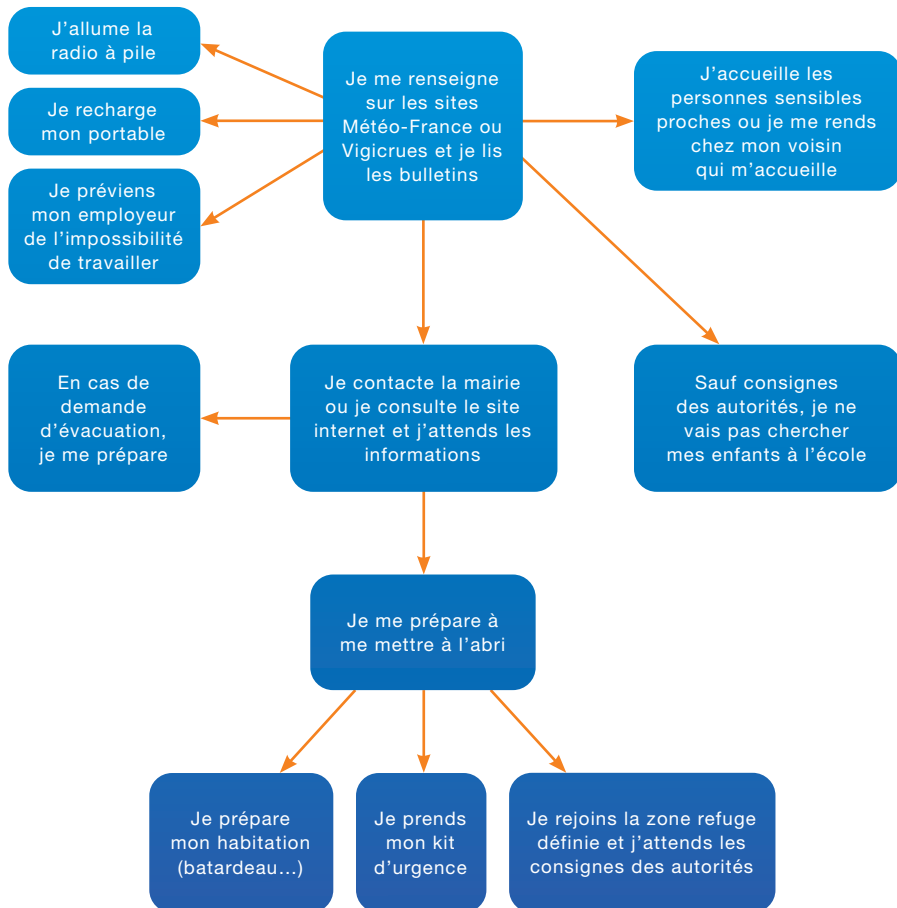 J’allume la
radio à pile
Je recharge
mon portable
Je préviens
mon employeur
de l’impossibilité
de travailler
Je me renseigne
sur les sites
Météo-France ou
Vigicrues et je lis
les bulletins
J’accueille les
personnes sensibles
proches ou je me rends
chez mon voisin
qui m’accueille
En cas de
demande
d’évacuation,
je me prépare
Je contacte la mairie
ou je consulte le site
internet et j’attends les
informations
Sauf consignes
des autorités, je ne
vais pas chercher
mes enfants à l’école
Je me prépare à
me mettre à l’abri
Je prépare
mon habitation
(batardeau...)
Je prends
mon kit
d’urgence
Je rejoins la zone refuge
définie et j’attends les
consignes des autorités